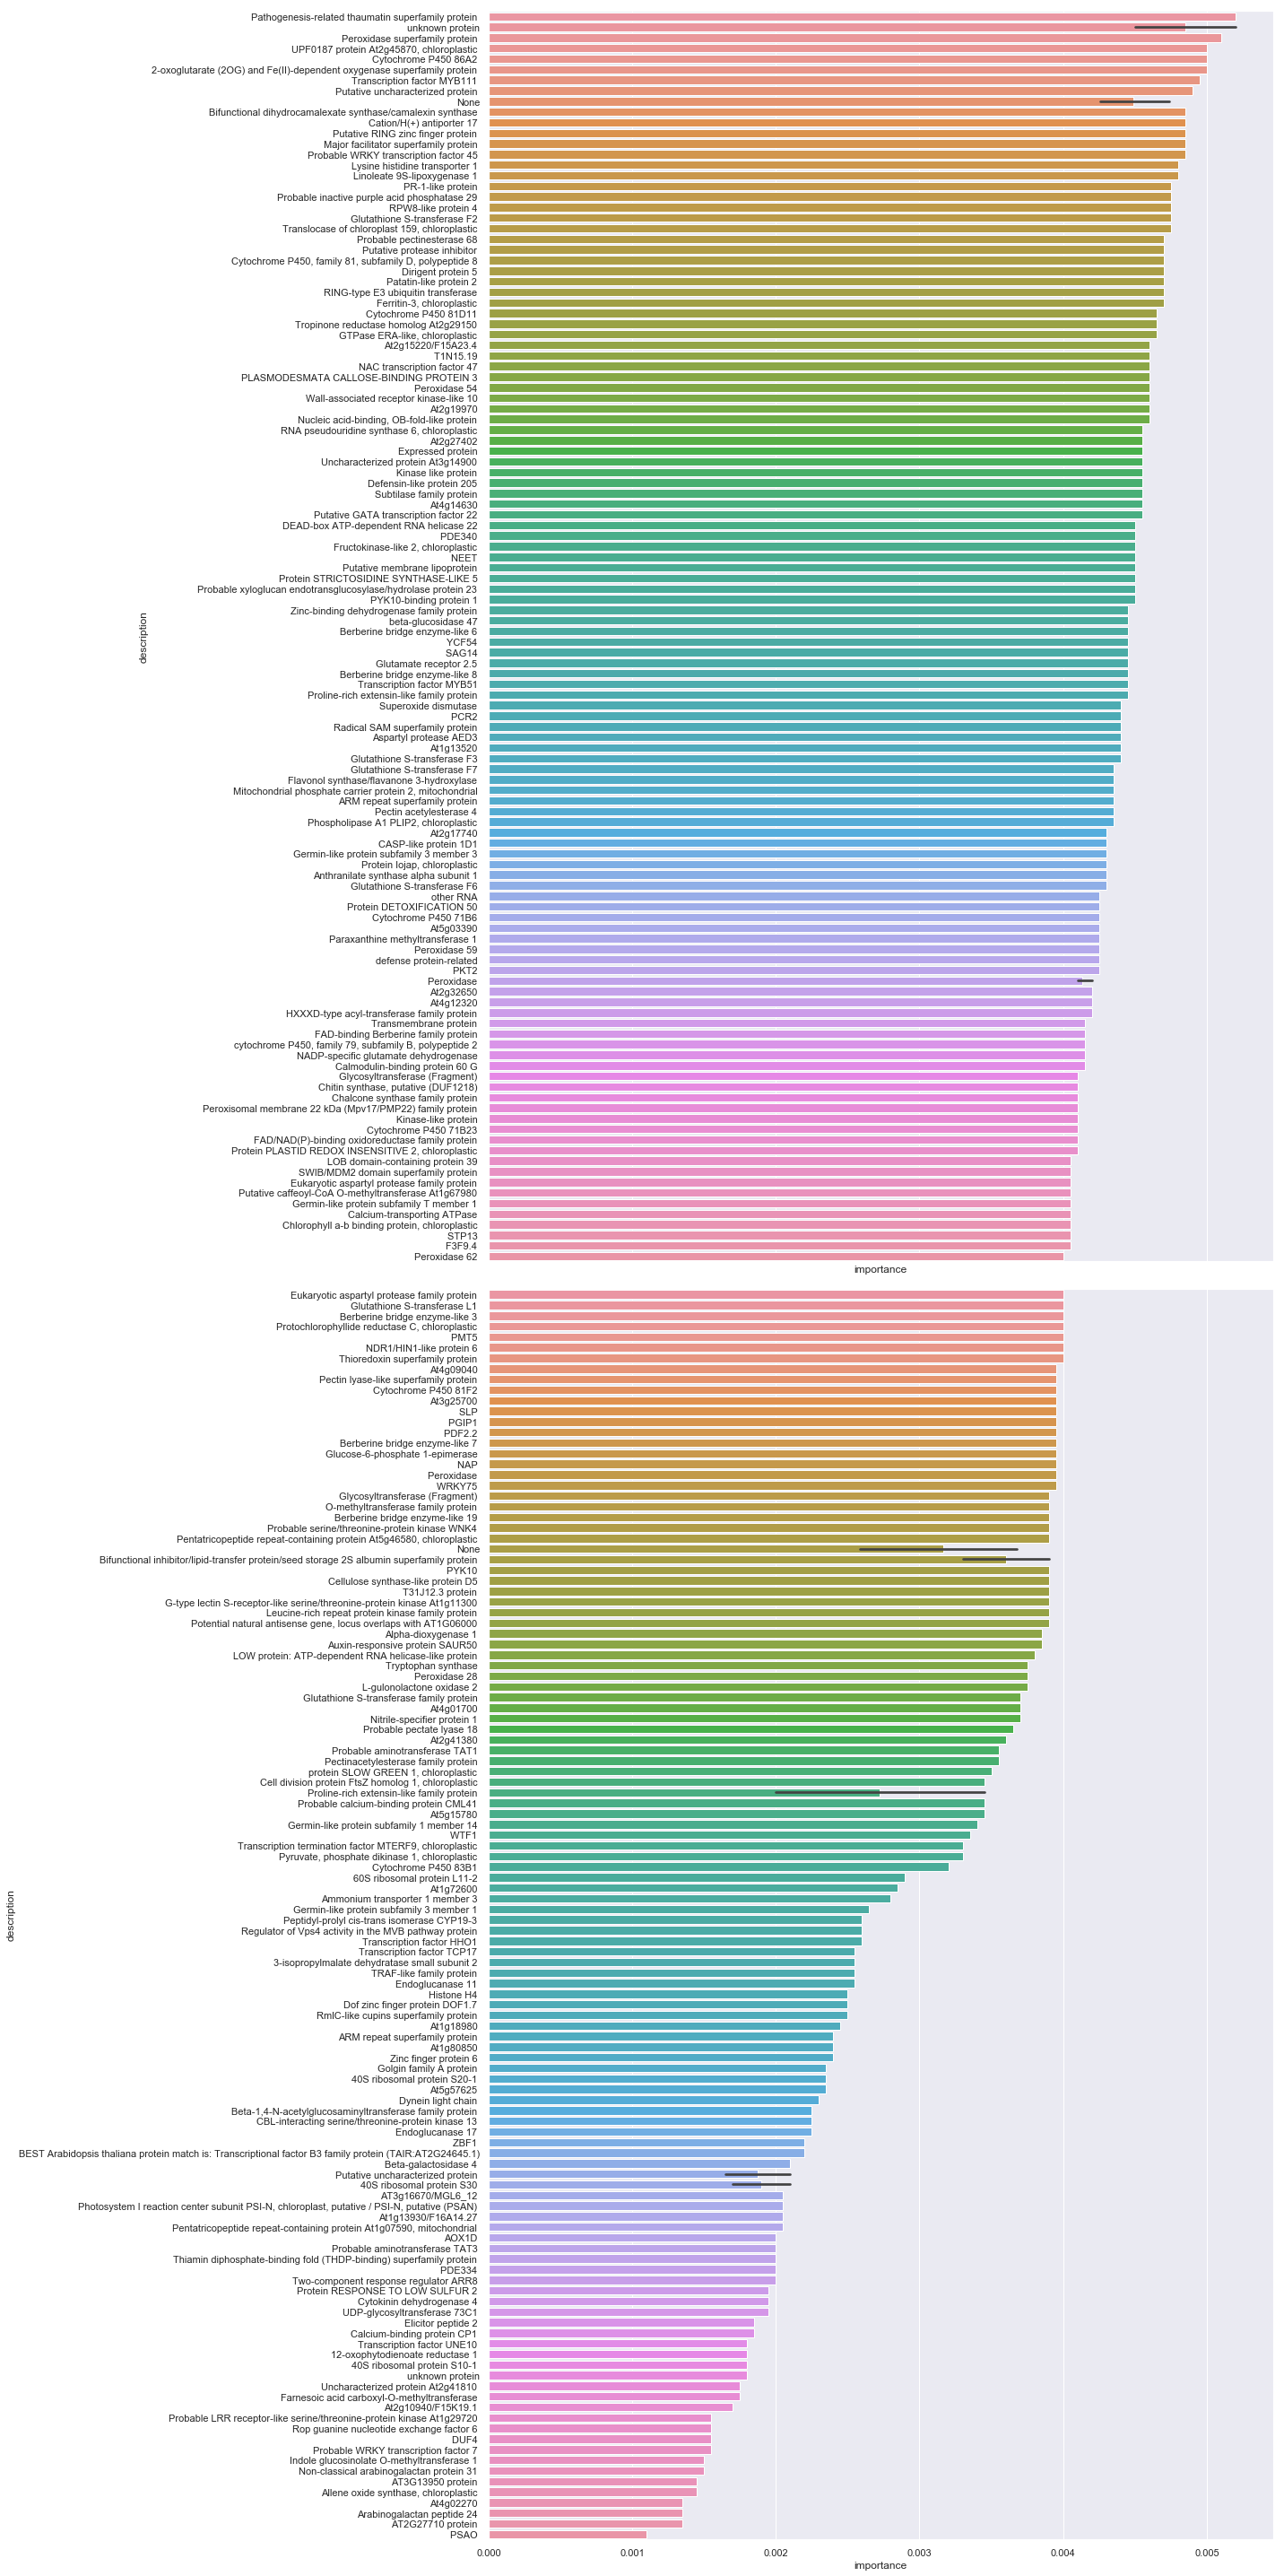 Pathogenesis-related thaumatin superfamily protein
unknown protein
Peroxidase superfamily protein
UPF0187 protein At2g45870, chloroplastic
Cytochrome P450 86A2
2-oxoglutarate (2OG) and Fe(II)-dependent oxygenase superfamily protein
Transcription factor MYB111
Putative uncharacterized protein
None
Bifunctional dihydrocamalexate synthase/camalexin synthase
Cation/H(+) antiporter 17
Putative RING zinc finger protein
Major facilitator superfamily protein
Probable WRKY transcription factor 45
Lysine histidine transporter 1
Linoleate 9S-lipoxygenase 1
PR-1-like protein
Probable inactive purple acid phosphatase 29
RPW8-like protein 4
Glutathione S-transferase F2
Translocase of chloroplast 159, chloroplastic
Probable pectinesterase 68
Putative protease inhibitor
Cytochrome P450, family 81, subfamily D, polypeptide 8
Dirigent protein 5
Patatin-like protein 2
RING-type E3 ubiquitin transferase
Ferritin-3, chloroplastic
Cytochrome P450 81D11
Tropinone reductase homolog At2g29150
GTPase ERA-like, chloroplastic
At2g15220/F15A23.4
T1N15.19
NAC transcription factor 47
PLASMODESMATA CALLOSE-BINDING PROTEIN 3
Peroxidase 54
Wall-associated receptor kinase-like 10
At2g19970
Nucleic acid-binding, OB-fold-like protein
RNA pseudouridine synthase 6, chloroplastic
At2g27402
Expressed protein
Uncharacterized protein At3g14900
Kinase like protein
Defensin-like protein 205
Subtilase family protein
At4g14630
Putative GATA transcription factor 22
DEAD-box ATP-dependent RNA helicase 22
PDE340
Fructokinase-like 2, chloroplastic
NEET
Putative membrane lipoprotein
Protein STRICTOSIDINE SYNTHASE-LIKE 5
Probable xyloglucan endotransglucosylase/hydrolase protein 23
PYK10-binding protein 1
Zinc-binding dehydrogenase family protein
beta-glucosidase 47
Berberine bridge enzyme-like 6
YCF54
SAG14
Glutamate receptor 2.5
Berberine bridge enzyme-like 8
Transcription factor MYB51
Proline-rich extensin-like family protein
Superoxide dismutase
PCR2
Radical SAM superfamily protein
Aspartyl protease AED3
At1g13520
Glutathione S-transferase F3
Glutathione S-transferase F7
Flavonol synthase/flavanone 3-hydroxylase
Mitochondrial phosphate carrier protein 2, mitochondrial
ARM repeat superfamily protein
Pectin acetylesterase 4
Phospholipase A1 PLIP2, chloroplastic
At2g17740
CASP-like protein 1D1
Germin-like protein subfamily 3 member 3
Protein Iojap, chloroplastic
Anthranilate synthase alpha subunit 1
Glutathione S-transferase F6
other RNA
Protein DETOXIFICATION 50
Cytochrome P450 71B6
At5g03390
Paraxanthine methyltransferase 1
Peroxidase 59
defense protein-related
PKT2
Peroxidase
At2g32650
At4g12320
HXXXD-type acyl-transferase family protein
Transmembrane protein
FAD-binding Berberine family protein
cytochrome P450, family 79, subfamily B, polypeptide 2
NADP-specific glutamate dehydrogenase
Calmodulin-binding protein 60 G
Glycosyltransferase (Fragment)
Chitin synthase, putative (DUF1218)
Chalcone synthase family protein
Peroxisomal membrane 22 kDa (Mpv17/PMP22) family protein
Kinase-like protein
Cytochrome P450 71B23
FAD/NAD(P)-binding oxidoreductase family protein
Protein PLASTID REDOX INSENSITIVE 2, chloroplastic
LOB domain-containing protein 39
SWIB/MDM2 domain superfamily protein
Eukaryotic aspartyl protease family protein
Putative caffeoyl-CoA O-methyltransferase At1g67980
Germin-like protein subfamily T member 1
Calcium-transporting ATPase
Chlorophyll a-b binding protein, chloroplastic
STP13
F3F9.4
Peroxidase 62
description
importance
Eukaryotic aspartyl protease family protein
Glutathione S-transferase L1
Berberine bridge enzyme-like 3
Protochlorophyllide reductase C, chloroplastic
PMT5
NDR1/HIN1-like protein 6
Thioredoxin superfamily protein
At4g09040
Pectin lyase-like superfamily protein
Cytochrome P450 81F2
At3g25700
SLP
PGIP1
PDF2.2
Berberine bridge enzyme-like 7
Glucose-6-phosphate 1-epimerase
NAP
Peroxidase
WRKY75
Glycosyltransferase (Fragment)
O-methyltransferase family protein
Berberine bridge enzyme-like 19
Probable serine/threonine-protein kinase WNK4
Pentatricopeptide repeat-containing protein At5g46580, chloroplastic
None
Bifunctional inhibitor/lipid-transfer protein/seed storage 2S albumin superfamily protein
PYK10
Cellulose synthase-like protein D5
T31J12.3 protein
G-type lectin S-receptor-like serine/threonine-protein kinase At1g11300
Leucine-rich repeat protein kinase family protein
Potential natural antisense gene, locus overlaps with AT1G06000
Alpha-dioxygenase 1
Auxin-responsive protein SAUR50
LOW protein: ATP-dependent RNA helicase-like protein
Tryptophan synthase
Peroxidase 28
L-gulonolactone oxidase 2
Glutathione S-transferase family protein
At4g01700
Nitrile-specifier protein 1
Probable pectate lyase 18
At2g41380
Probable aminotransferase TAT1
Pectinacetylesterase family protein
protein SLOW GREEN 1, chloroplastic
Cell division protein FtsZ homolog 1, chloroplastic
Proline-rich extensin-like family protein
Probable calcium-binding protein CML41
At5g15780
Germin-like protein subfamily 1 member 14
WTF1
Transcription termination factor MTERF9, chloroplastic
Pyruvate, phosphate dikinase 1, chloroplastic
Cytochrome P450 83B1
60S ribosomal protein L11-2
At1g72600
Ammonium transporter 1 member 3
Germin-like protein subfamily 3 member 1
Peptidyl-prolyl cis-trans isomerase CYP19-3
Regulator of Vps4 activity in the MVB pathway protein
Transcription factor HHO1
Transcription factor TCP17
3-isopropylmalate dehydratase small subunit 2
TRAF-like family protein
Endoglucanase 11
Histone H4
Dof zinc finger protein DOF1.7
RmlC-like cupins superfamily protein
At1g18980
ARM repeat superfamily protein
At1g80850
Zinc finger protein 6
Golgin family A protein
40S ribosomal protein S20-1
At5g57625
Dynein light chain
Beta-1,4-N-acetylglucosaminyltransferase family protein
CBL-interacting serine/threonine-protein kinase 13
Endoglucanase 17
ZBF1
BEST Arabidopsis thaliana protein match is: Transcriptional factor B3 family protein (TAIR:AT2G24645.1)
Beta-galactosidase 4
Putative uncharacterized protein
40S ribosomal protein S30
AT3g16670/MGL6_12
Photosystem I reaction center subunit PSI-N, chloroplast, putative / PSI-N, putative (PSAN)
At1g13930/F16A14.27
Pentatricopeptide repeat-containing protein At1g07590, mitochondrial
AOX1D
Probable aminotransferase TAT3
Thiamin diphosphate-binding fold (THDP-binding) superfamily protein
PDE334
Two-component response regulator ARR8
Protein RESPONSE TO LOW SULFUR 2
Cytokinin dehydrogenase 4
UDP-glycosyltransferase 73C1
Elicitor peptide 2
Calcium-binding protein CP1
Transcription factor UNE10
12-oxophytodienoate reductase 1
40S ribosomal protein S10-1
unknown protein
Uncharacterized protein At2g41810
Farnesoic acid carboxyl-O-methyltransferase
At2g10940/F15K19.1
Probable LRR receptor-like serine/threonine-protein kinase At1g29720
Rop guanine nucleotide exchange factor 6
DUF4
Probable WRKY transcription factor 7
Indole glucosinolate O-methyltransferase 1
Non-classical arabinogalactan protein 31
AT3G13950 protein
Allene oxide synthase, chloroplastic
At4g02270
Arabinogalactan peptide 24
AT2G27710 protein
PSAO
description
0.000 0.001 0.002 0.003 0.004 0.005
importance